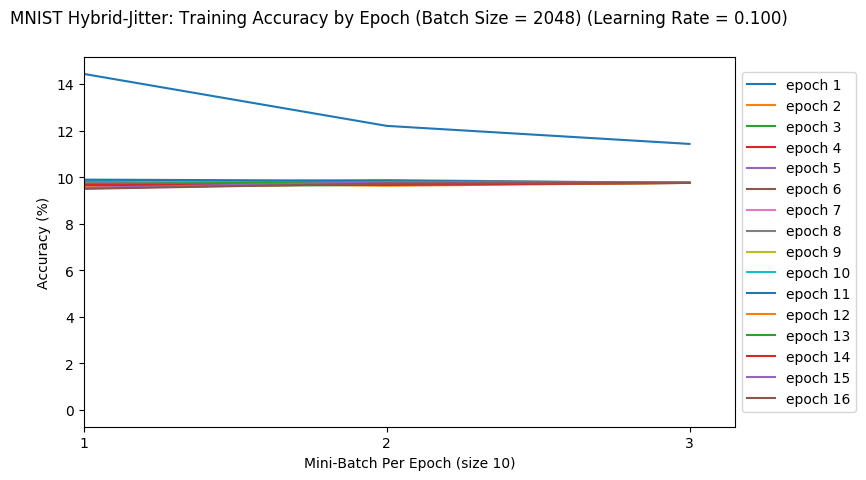 MNIST Hybrid-Jitter: Training Accuracy by Epoch (Batch Size = 2048) (Learning Rate = 0.100)
14
12
10
8
6
4
2
0
Accuracy (%)
1
2
3
Mini-Batch Per Epoch (size 10)
epoch 1
epoch 2
epoch 3
epoch 4
epoch 5
epoch 6
epoch 7
epoch 8
epoch 9
epoch 10
epoch 11
epoch 12
epoch 13
epoch 14
epoch 15
epoch 16